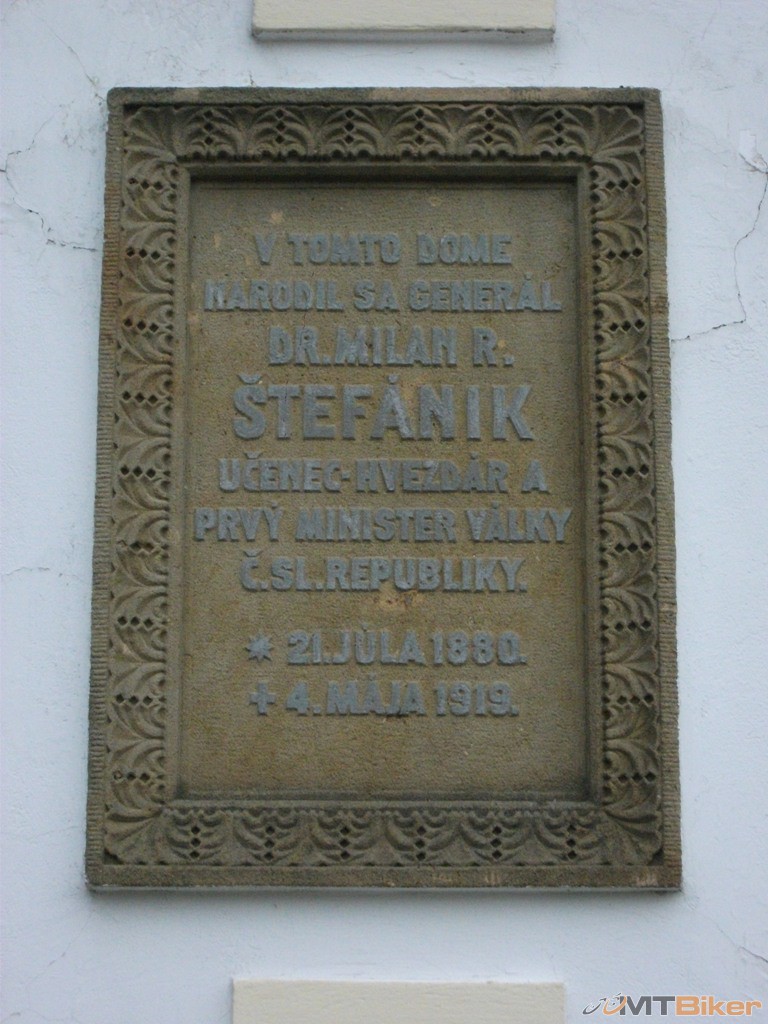 V TOMTO DOME
NARODIL SA GENERÁL
DR. MILAN R.
ŠTEFÁNIK
UČENEC-HVEZDÁR A
PRVÝ MINISTER VÁLKY
Č.SL.REPUBLIKY.
* 21. JÚLA 1880.
+ 4. MÁJA 1919.
MTBiker